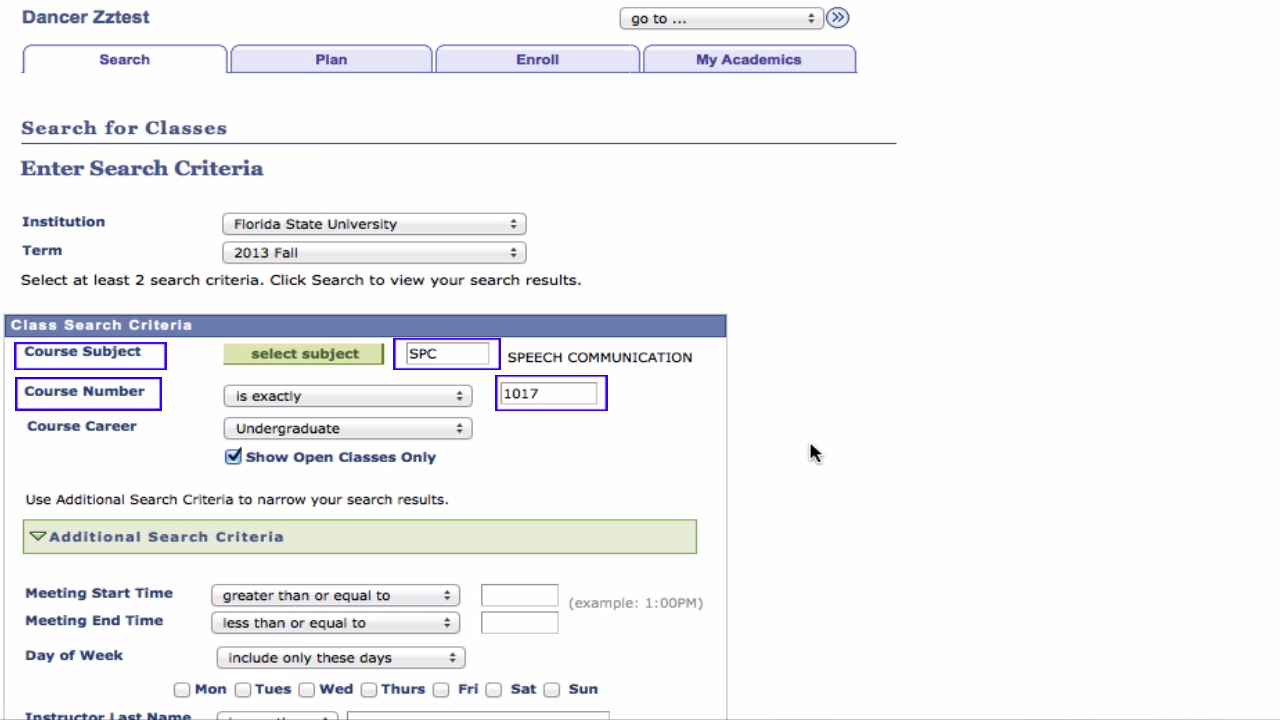 Dancer Zztest go to ...
Search Plan Enroll My Academics
Search for Classes
Enter Search Criteria
Institution Florida State University
Term 2013 Fall
Select at least 2 search criteria. Click Search to view your search results.
Class Search Criteria
Course Subject select subject SPC SPEECH COMMUNICATION
Course Number is exactly 1017
Course Career Undergraduate
Show Open Classes Only
Use Additional Search Criteria to narrow your search results.
Additional Search Criteria
Meeting Start Time greater than or equal to (example: 1:00PM)
Meeting End Time less than or equal to
Day of Week include only these days
Mon Tues Wed Thurs Fri Sat Sun
Instructor Last Name